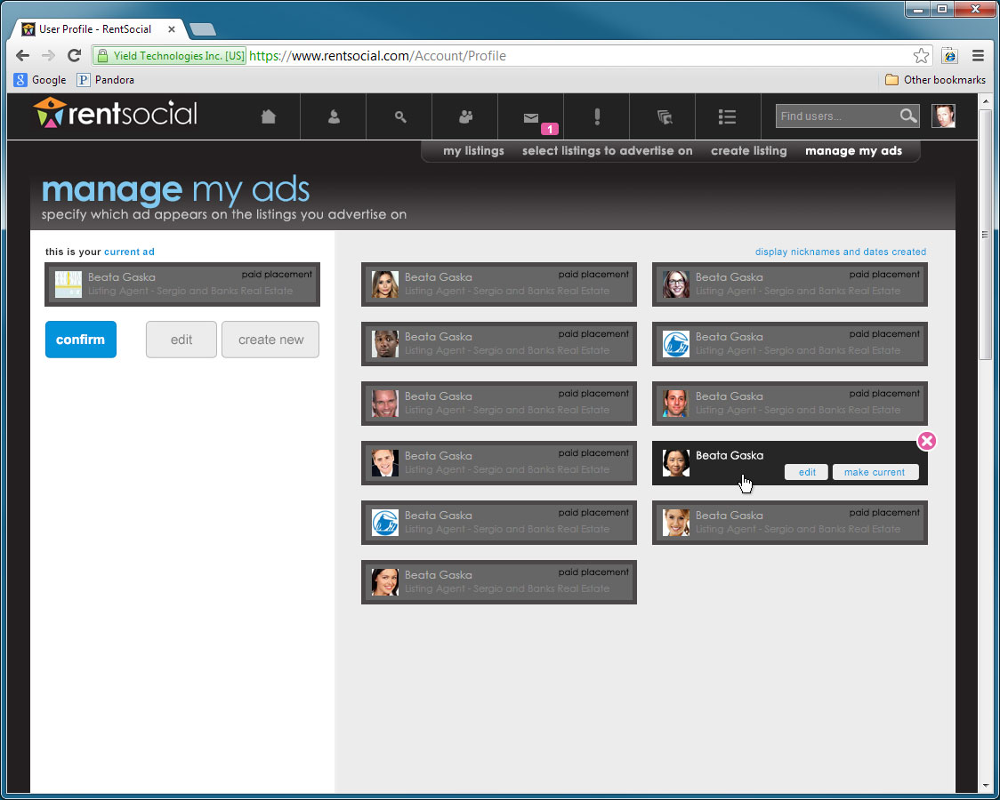 User Profile - RentSocial
Yield Technologies Inc. [US] https://www.rentsocial.com/Account/Profile
Google Pandora Other bookmarks
rentsocial
1
Find users...
my listings select listings to advertise on create listing manage my ads
manage my ads
specify which ad appears on the listings you advertise on
this is your current ad
display nicknames and dates created
Beata Gaska paid placement
Listing Agent - Sergio and Banks Real Estate
confirm edit create new
Beata Gaska paid placement
Listing Agent - Sergio and Banks Real Estate
Beata Gaska paid placement
Listing Agent - Sergio and Banks Real Estate
Beata Gaska paid placement
Listing Agent - Sergio and Banks Real Estate
Beata Gaska paid placement
Listing Agent - Sergio and Banks Real Estate
Beata Gaska paid placement
Listing Agent - Sergio and Banks Real Estate
Beata Gaska paid placement
Listing Agent - Sergio and Banks Real Estate
Beata Gaska paid placement
Listing Agent - Sergio and Banks Real Estate
Beata Gaska
edit make current
Beata Gaska paid placement
Listing Agent - Sergio and Banks Real Estate
Beata Gaska paid placement
Listing Agent - Sergio and Banks Real Estate
Beata Gaska paid placement
Listing Agent - Sergio and Banks Real Estate